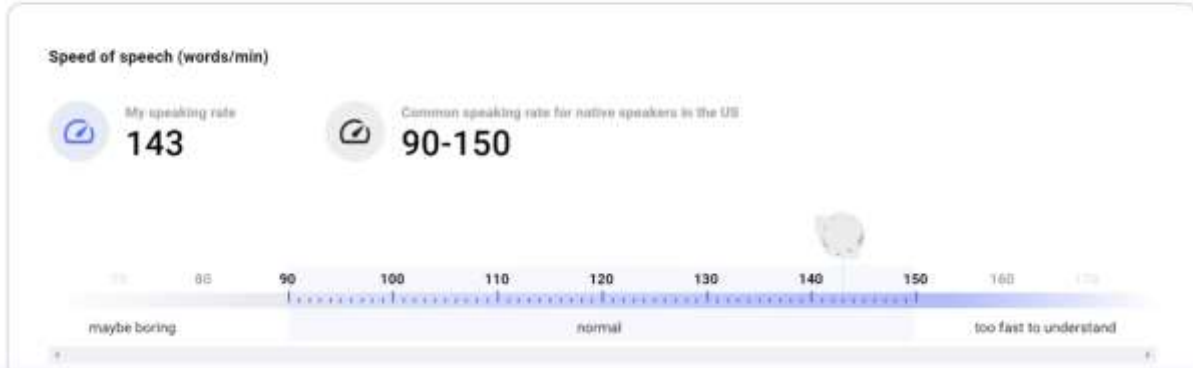 Speed of speech (words/min)
My speaking rate
143
Common speaking rate for native speakers in the US
90-150
80 90 100 110 120 130 140 150 160 170
maybe boring normal too fast to understand